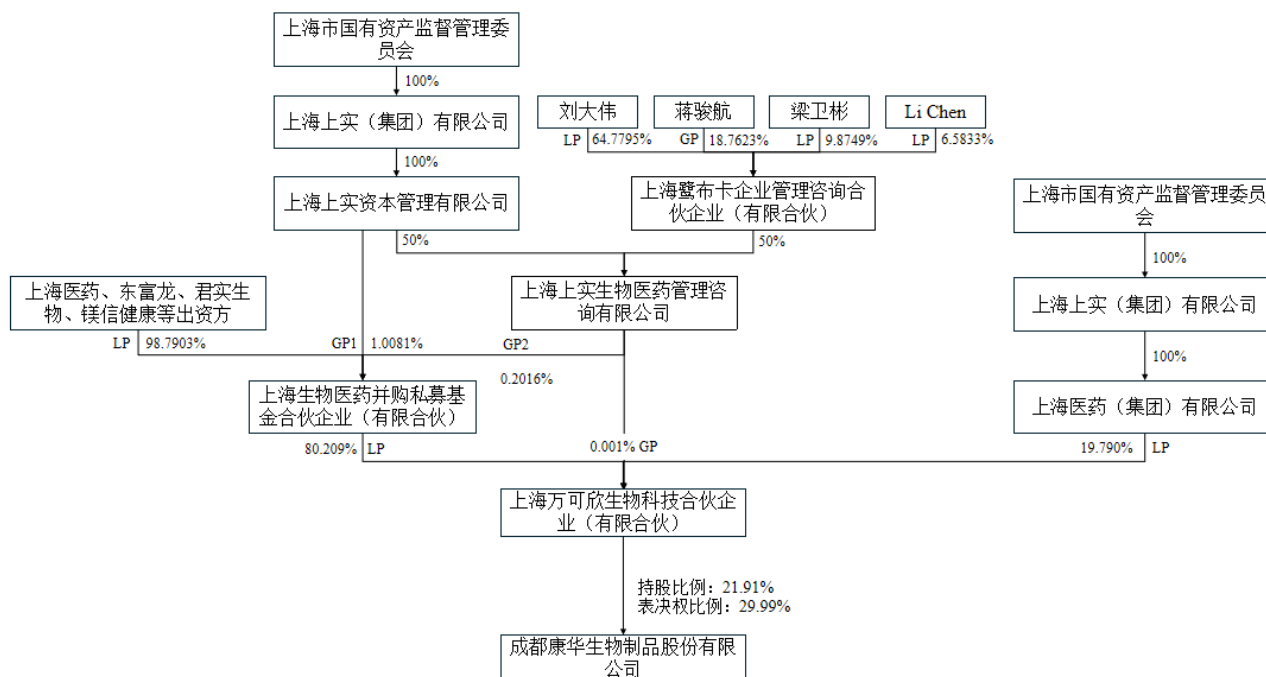 上海市国有资产监督管理委
员会
100%
上海上实（集团）有限公司
100%
上海上实资本管理有限公司
刘大伟
蒋骏航
梁卫彬
Li Chen
LP 64.7795%
GP 18.7623%
LP 9.8749%
LP 6.5833%
上海鹭布卡企业管理咨询合
伙企业（有限合伙）
上海市国有资产监督管理委员
会
50%
50%
100%
上海医药、东富龙、君实生
物、镁信健康等出资方
上海上实生物医药管理咨
询有限公司
上海上实（集团）有限公司
LP 98.7903%
GP1 1.0081%
GP2
0.2016%
100%
上海生物医药并购私募基
金合伙企业（有限合伙）
上海医药（集团）有限公司
80.209% LP
0.001% GP
19.790% LP
上海万可欣生物科技合伙企
业（有限合伙）
持股比例：21.91%
表决权比例：29.99%
成都康华生物制品股份有限
公司